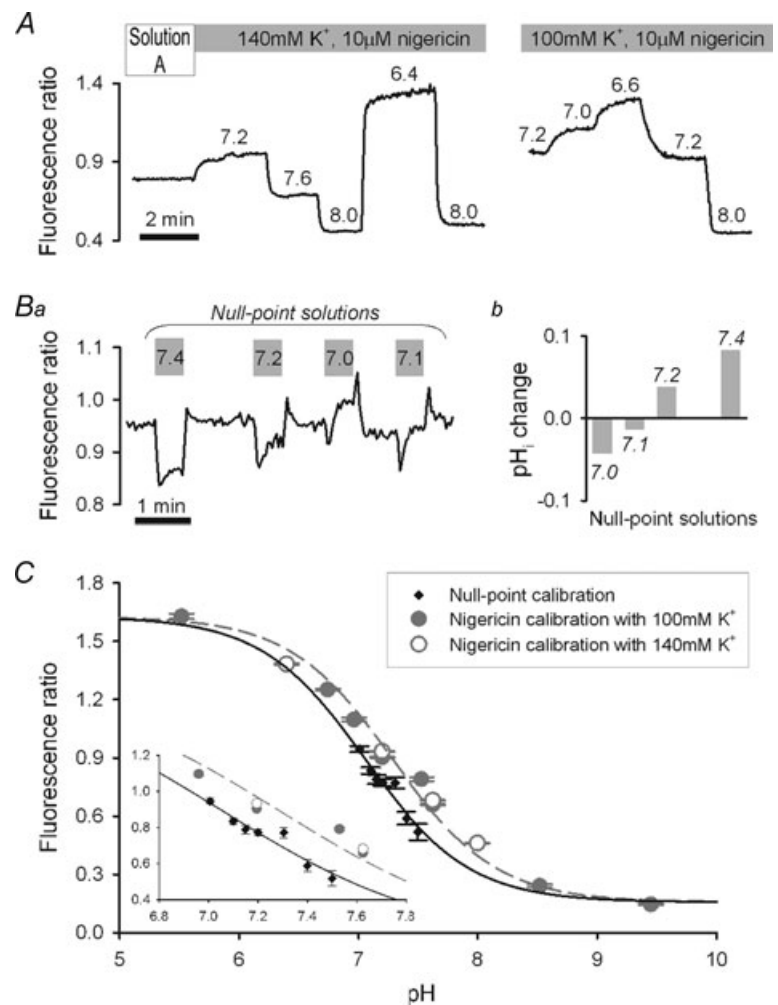 A
Solution A
140mM K⁺, 10µM nigericin
100mM K⁺, 10µM nigericin
Fluorescence ratio
1.4
0.9
0.4
7.2
7.6
8.0
6.4
8.0
7.2
7.0
6.6
7.2
8.0
2 min
Ba
Null-point solutions
Fluorescence ratio
1.1
1.0
0.9
0.8
7.4
7.2
7.0
7.1
1 min
b
pHi change
0.1
0.0
-0.1
7.0
7.1
7.2
7.4
Null-point solutions
C
Fluorescence ratio
1.8
1.5
1.2
0.9
0.6
0.3
0.0
Null-point calibration
Nigericin calibration with 100mM K⁺
Nigericin calibration with 140mM K⁺
1.2
1.0
0.8
0.6
0.4
6.8 7.0 7.2 7.4 7.6 7.8
5 6 7 8 9 10
pH